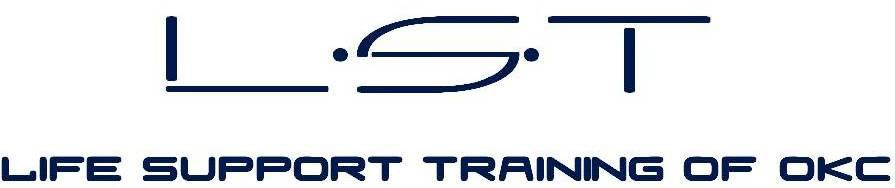 L·S·T
LIFE SUPPORT TRAINING OF OKC